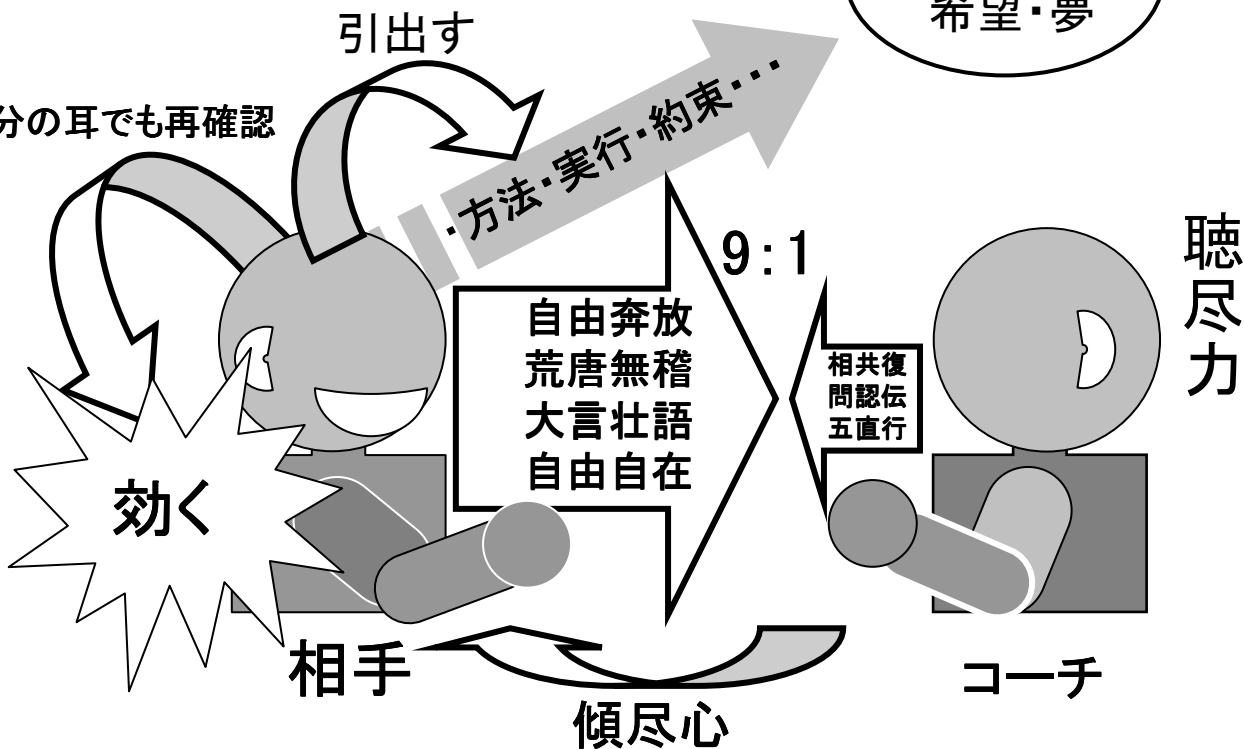 希望・夢
引出す
分の耳でも再確認
・方法・実行・約束・・・
9：1
自由奔放
荒唐無稽
大言壮語
自由自在
相共復
問認伝
五直行
聴尽力
効く
相手
コーチ
傾尽心